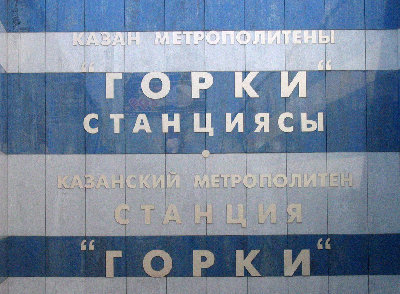 КАЗАН МЕТРОПОЛИТЕНЫ
“ГОРКИ“
СТАНЦИЯСЫ
•
КАЗАНСКИЙ МЕТРОПОЛИТЕН
СТАНЦИЯ
“ГОРКИ“